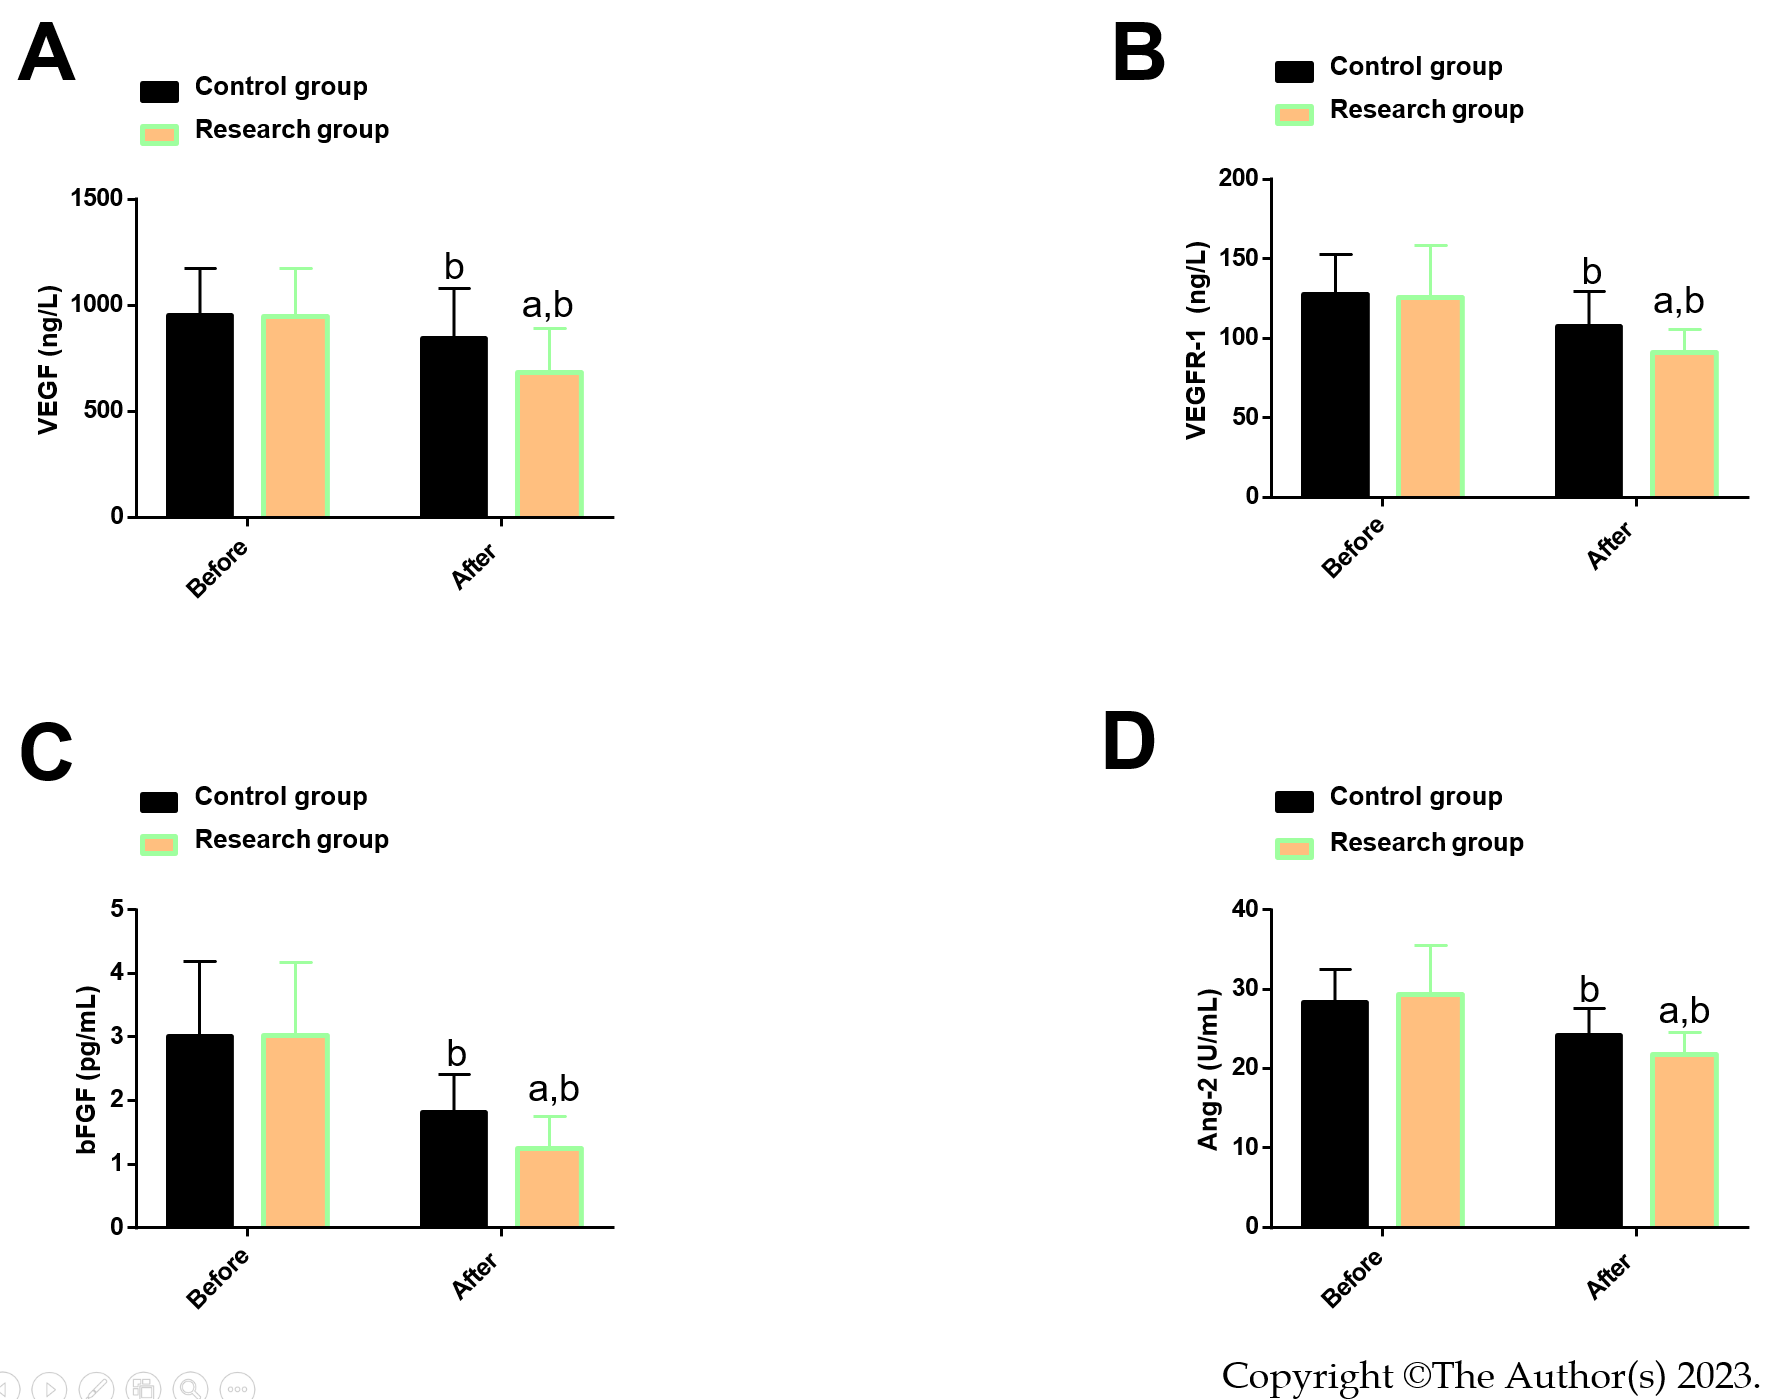 A
Control group
Research group
1500
1000
500
0
VEGF (ng/L)
b
a,b
Before
After
B
Control group
Research group
200
150
100
50
0
VEGFR-1 (ng/L)
b
a,b
Before
After
C
Control group
Research group
5
4
3
2
1
0
bFGF (pg/mL)
b
a,b
Before
After
D
Control group
Research group
40
30
20
10
0
Ang-2 (U/mL)
b
a,b
Before
After
Copyright ©The Author(s) 2023.